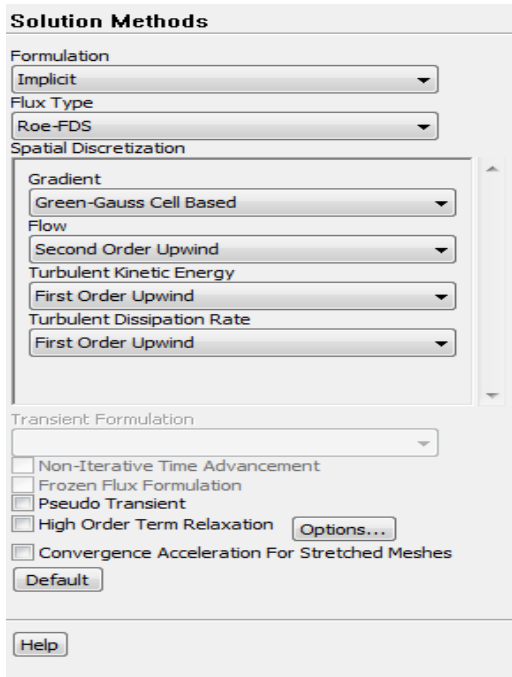 Solution Methods
Formulation
Implicit
Flux Type
Roe-FDS
Spatial Discretization
Gradient
Green-Gauss Cell Based
Flow
Second Order Upwind
Turbulent Kinetic Energy
First Order Upwind
Turbulent Dissipation Rate
First Order Upwind
Transient Formulation
Non-Iterative Time Advancement
Frozen Flux Formulation
Pseudo Transient
High Order Term Relaxation Options...
Convergence Acceleration For Stretched Meshes
Default
Help